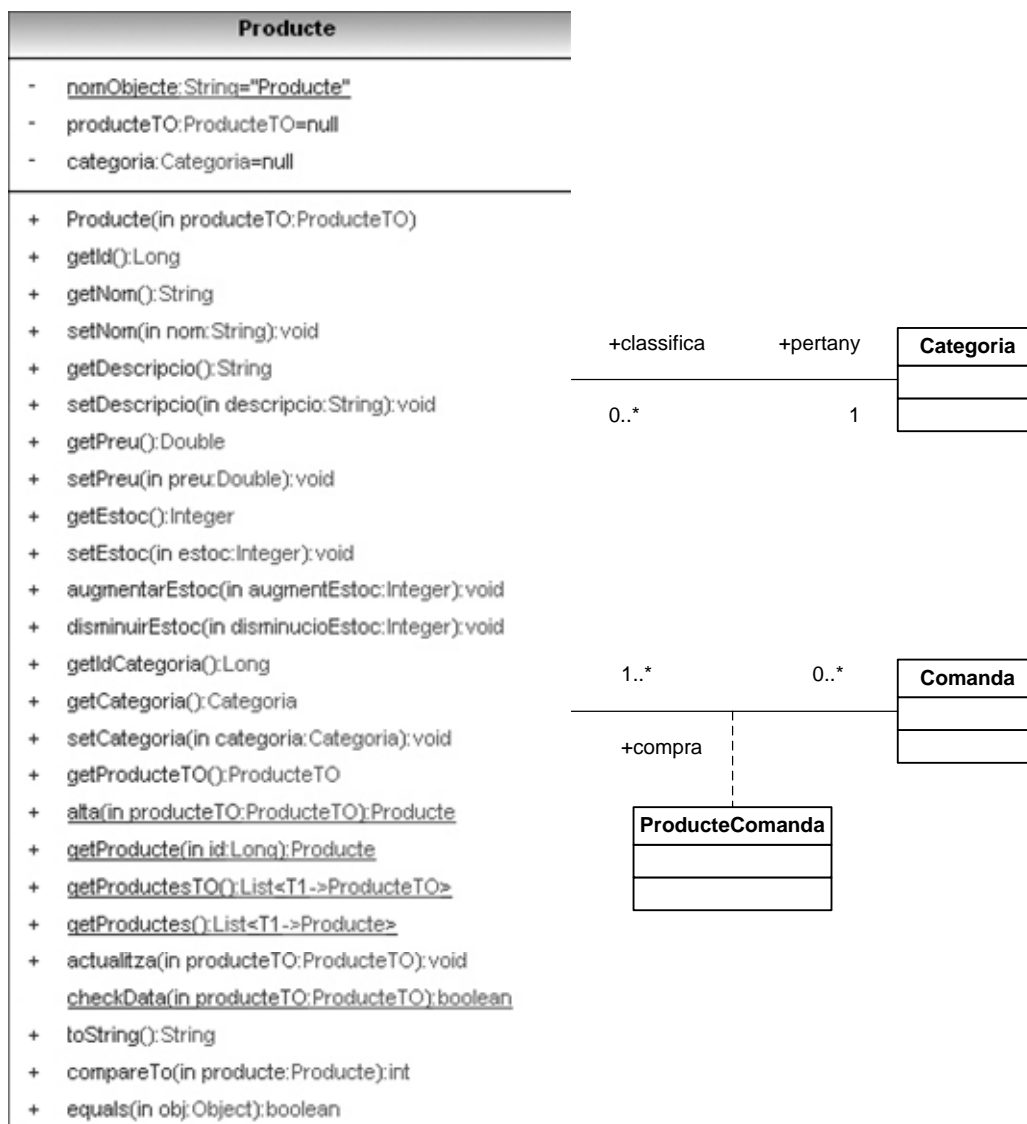 Producte
- nomObjecte:String="Producte"
- producteTO:ProducteTO=null
- categoria:Categoria=null
+ Producte(in producteTO:ProducteTO)
+ getId():Long
+ getNom():String
+ setNom(in nom:String):void
+ getDescripcio():String
+ setDescripcio(in descripcio:String):void
+ getPreu():Double
+ setPreu(in preu:Double):void
+ getEstoc():Integer
+ setEstoc(in estoc:Integer):void
+ augmentarEstoc(in augmentEstoc:Integer):void
+ disminuirEstoc(in disminucioEstoc:Integer):void
+ getIdCategoria():Long
+ getCategoria():Categoria
+ setCategoria(in categoria:Categoria):void
+ getProducteTO():ProducteTO
+ alta(in producteTO:ProducteTO):Producte
+ getProducte(in id:Long):Producte
+ getProductesTO():List<T1->ProducteTO>
+ getProductes():List<T1->Producte>
+ actualitza(in producteTO:ProducteTO):void
checkData(in producteTO:ProducteTO):boolean
+ toString():String
+ compareTo(in producte:Producte):int
+ equals(in obj:Object):boolean
+classifica +pertany
0..* 1
Categoria
1..* 0..*
+compra
Comanda
ProducteComanda